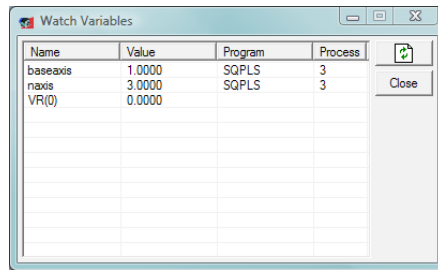 Watch Variables
Name Value Program Process
baseaxis 1.0000 SQPLS 3
naxis 3.0000 SQPLS 3
VR(0) 0.0000
Close